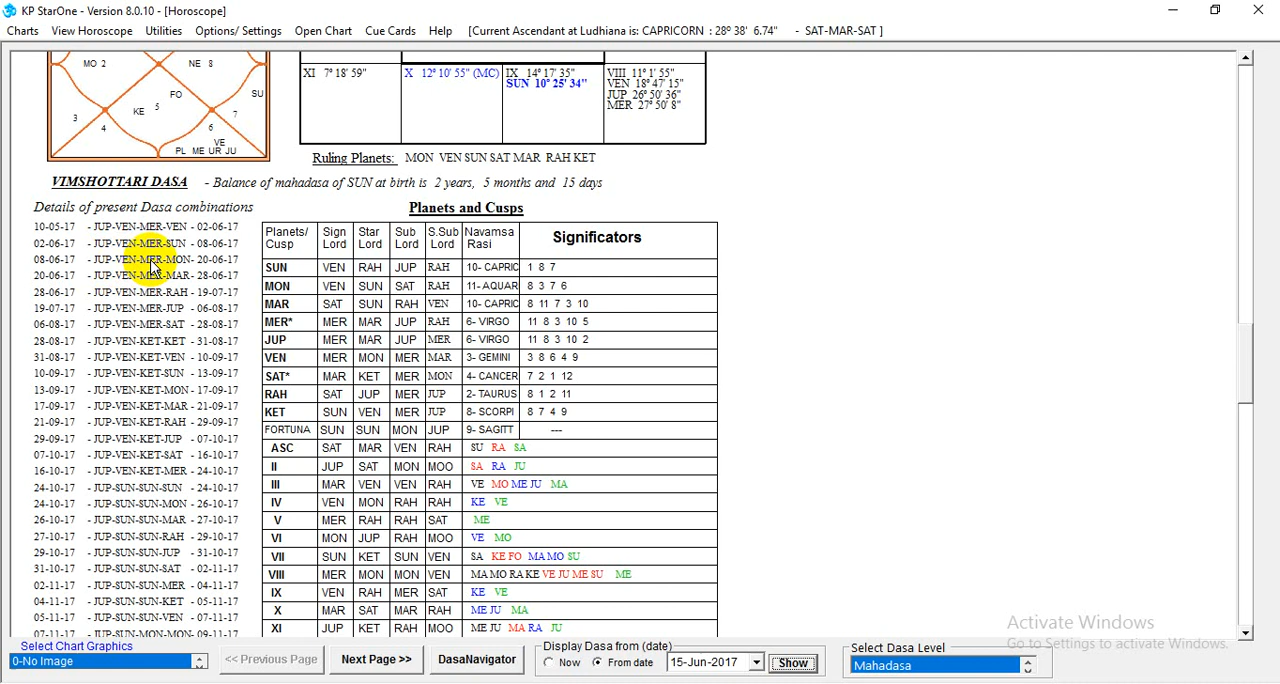 KP StarOne - Version 8.0.10 - [Horoscope]
Charts View Horoscope Utilities Options/ Settings Open Chart Cue Cards Help [Current Ascendant at Ludhiana is: CAPRICORN : 28° 38' 6.74" - SAT-MAR-SAT ]
MO 2 NE 8
FO
SU
KE 5
3 7
4 6
VE
PL ME UR JU
XI 7° 18' 59"
X 12° 10' 55" (MC)
IX 14° 17' 35"
SUN 10° 25' 34"
VIII 11° 1' 55"
VEN 18° 47' 15"
JUP 26° 50' 36"
MER 27° 50' 8"
Ruling Planets: MON VEN SUN SAT MAR RAH KET
VIMSHOTTARI DASA - Balance of mahadasa of SUN at birth is 2 years, 5 months and 15 days
Details of present Dasa combinations
10-05-17 - JUP-VEN-MER-VEN - 02-06-17
02-06-17 - JUP-VEN-MER-SUN - 08-06-17
08-06-17 - JUP-VEN-MER-MON- 20-06-17
20-06-17 - JUP-VEN-MER-MAR - 28-06-17
28-06-17 - JUP-VEN-MER-RAH - 19-07-17
19-07-17 - JUP-VEN-MER-JUP - 06-08-17
06-08-17 - JUP-VEN-MER-SAT - 28-08-17
28-08-17 - JUP-VEN-KET-KET - 31-08-17
31-08-17 - JUP-VEN-KET-VEN - 10-09-17
10-09-17 - JUP-VEN-KET-SUN - 13-09-17
13-09-17 - JUP-VEN-KET-MON - 17-09-17
17-09-17 - JUP-VEN-KET-MAR - 21-09-17
21-09-17 - JUP-VEN-KET-RAH - 29-09-17
29-09-17 - JUP-VEN-KET-JUP - 07-10-17
07-10-17 - JUP-VEN-KET-SAT - 16-10-17
16-10-17 - JUP-VEN-KET-MER - 24-10-17
24-10-17 - JUP-SUN-SUN-SUN - 24-10-17
24-10-17 - JUP-SUN-SUN-MON - 26-10-17
26-10-17 - JUP-SUN-SUN-MAR - 27-10-17
27-10-17 - JUP-SUN-SUN-RAH - 29-10-17
29-10-17 - JUP-SUN-SUN-JUP - 31-10-17
31-10-17 - JUP-SUN-SUN-SAT - 02-11-17
02-11-17 - JUP-SUN-SUN-MER - 04-11-17
04-11-17 - JUP-SUN-SUN-KET - 05-11-17
05-11-17 - JUP-SUN-SUN-VEN - 07-11-17
07-11-17 - JUP-SUN-MON-MON- 09-11-17
Planets and Cusps
Planets/ Cusp Sign Lord Star Lord Sub Lord S.Sub Lord Navamsa Rasi Significators
SUN VEN RAH JUP RAH 10- CAPRIC 1 8 7
MON VEN SUN SAT RAH 11- AQUAR 8 3 7 6
MAR SAT SUN RAH VEN 10- CAPRIC 8 11 7 3 10
MER* MER MAR JUP RAH 6- VIRGO 11 8 3 10 5
JUP MER MAR JUP MER 6- VIRGO 11 8 3 10 2
VEN MER MON MER MAR 3- GEMINI 3 8 6 4 9
SAT* MAR KET MER MON 4- CANCER 7 2 1 12
RAH SAT JUP MER JUP 2- TAURUS 8 1 2 11
KET SUN VEN MER JUP 8- SCORPI 8 7 4 9
FORTUNA SUN SUN MON JUP 9- SAGITT ---
ASC SAT MAR VEN RAH SU RA SA
II JUP SAT MON MOO SA RA JU
III MAR VEN VEN RAH VE MO ME JU MA
IV VEN MON RAH RAH KE VE
V MER RAH RAH SAT ME
VI MON JUP RAH MOO VE MO
VII SUN KET SUN VEN SA KE FO MA MO SU
VIII MER MON MON VEN MA MO RA KE VE JU ME SU ME
IX VEN RAH MER SAT KE VE
X MAR SAT MAR RAH ME JU MA
XI JUP KET RAH MOO ME JU MA RA JU
Activate Windows
Go to Settings to activate Windows.
Select Chart Graphics
0-No Image
<< Previous Page
Next Page >>
DasaNavigator
Display Dasa from (date)
Now From date 15-Jun-2017 Show
Select Dasa Level
Mahadasa